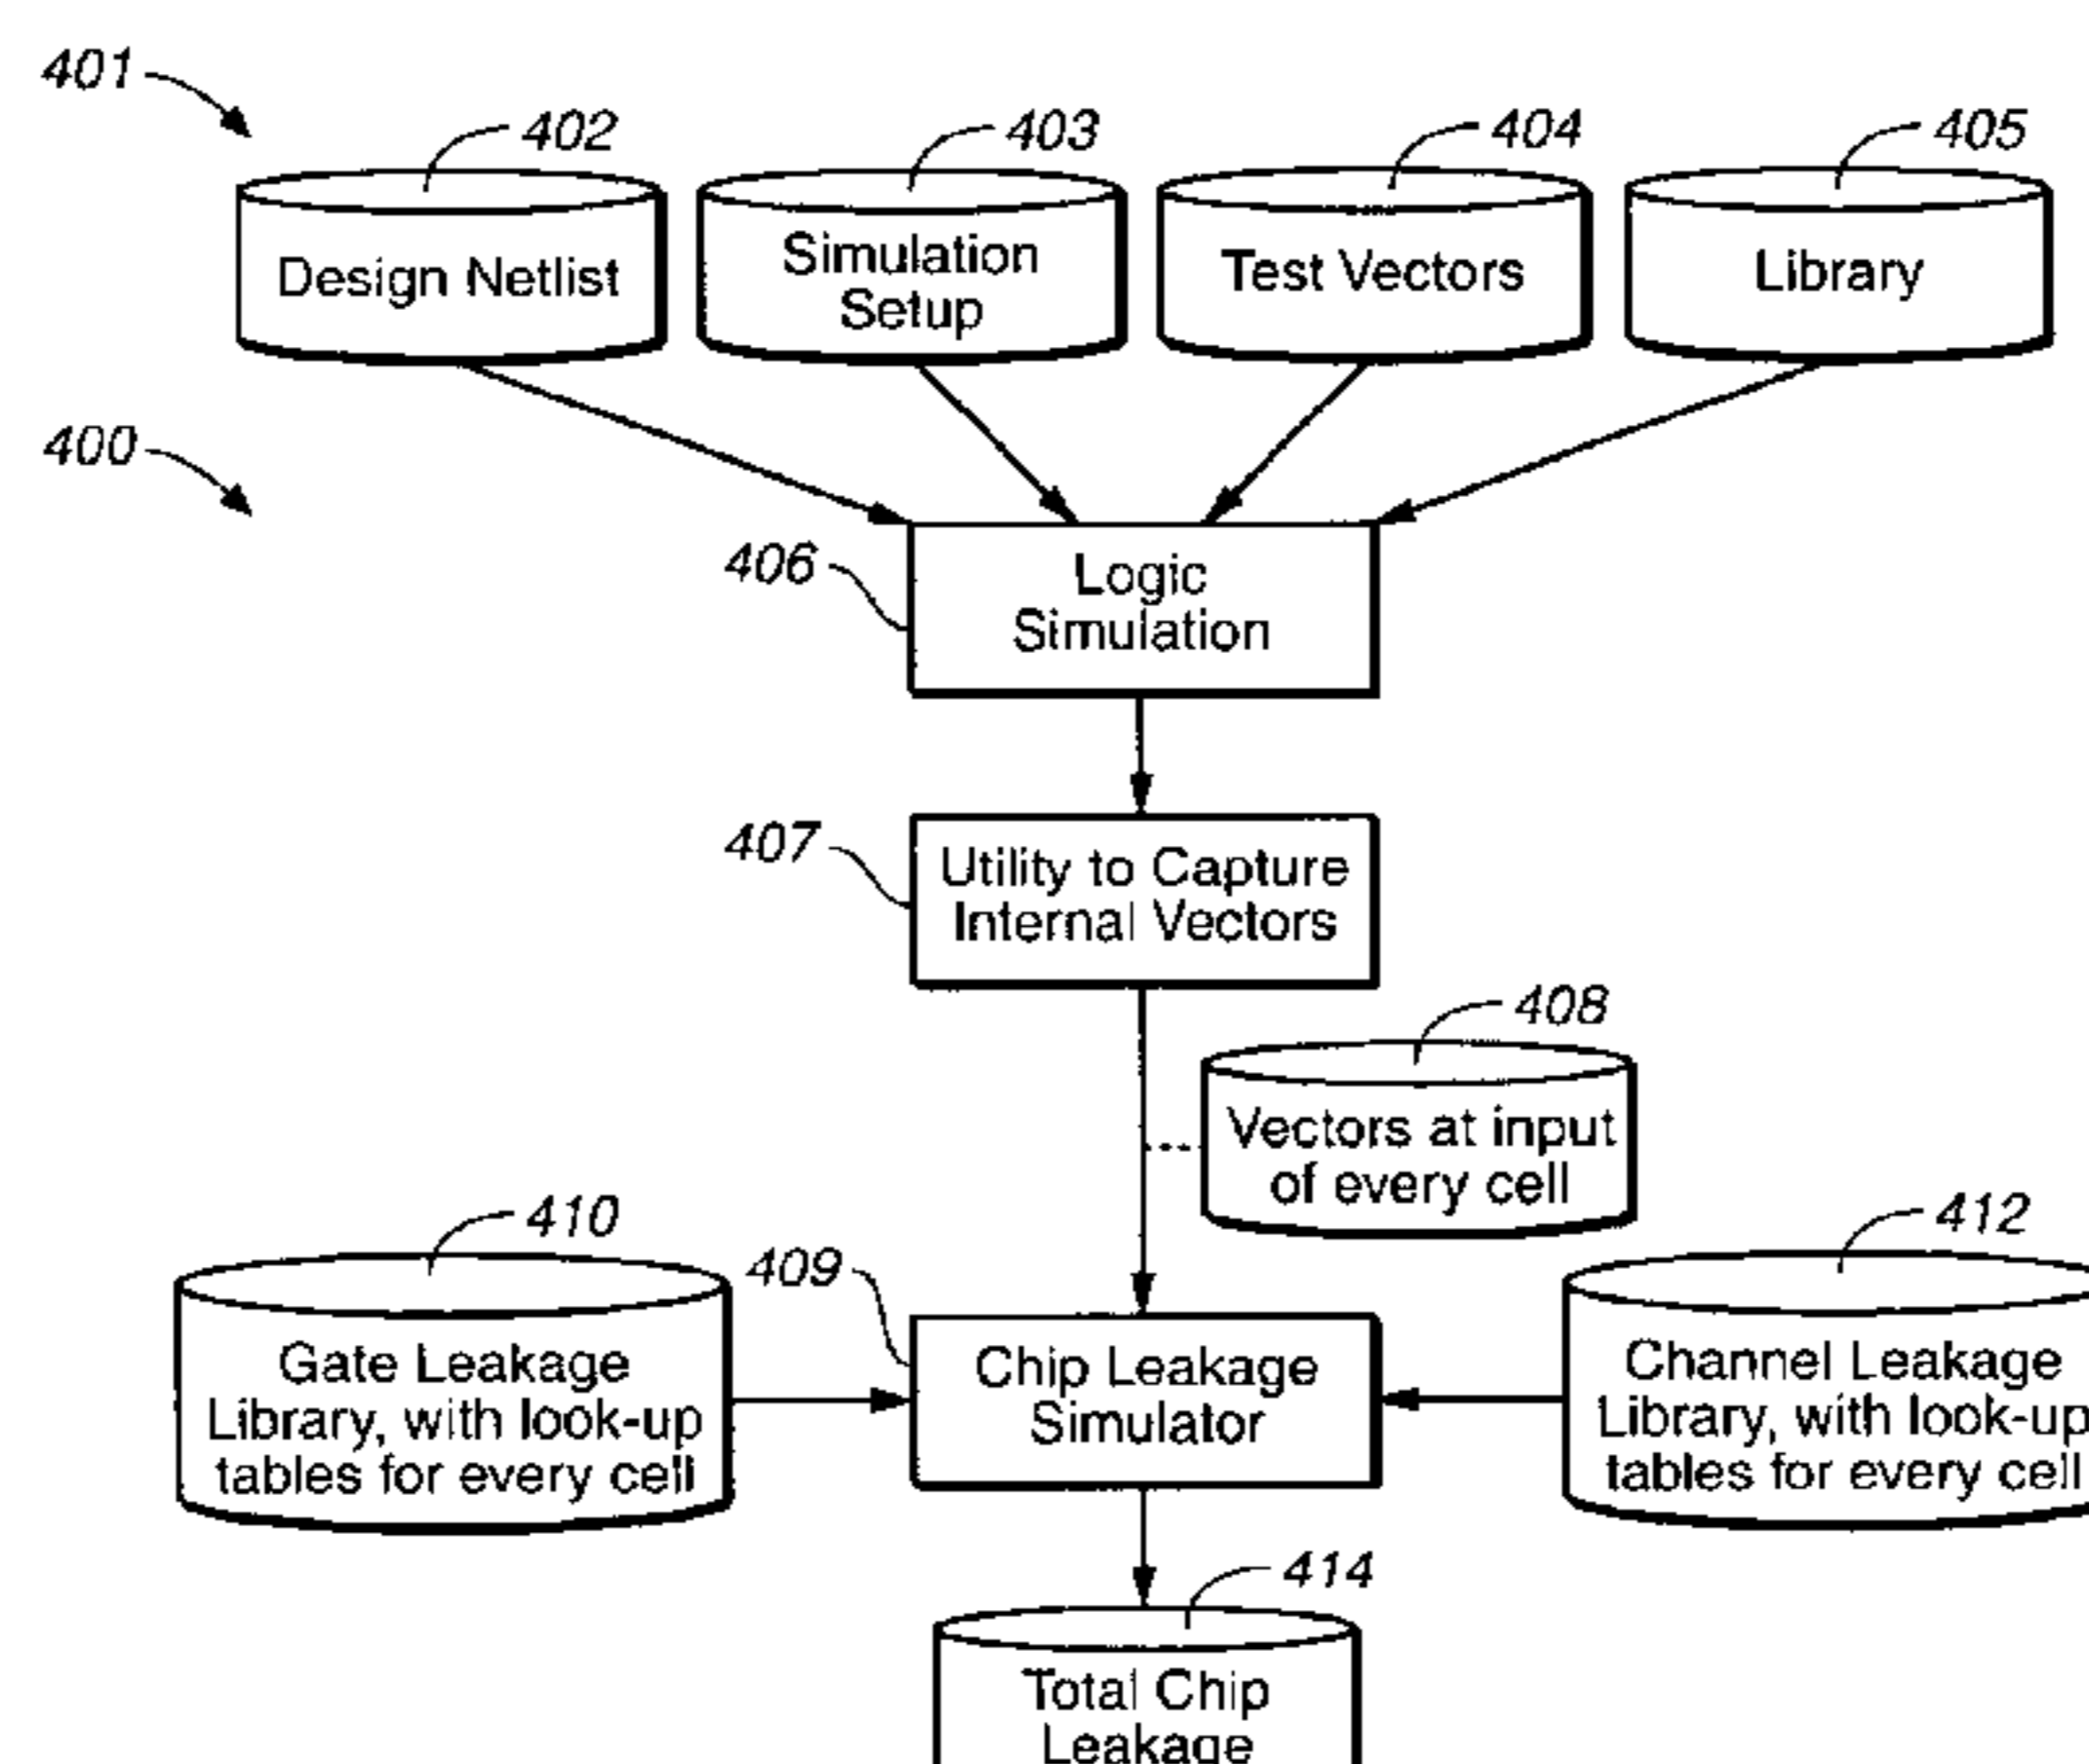 401
402
403
404
405
Design Netlist
Simulation
Setup
Test Vectors
Library
400
406
Logic
Simulation
407
Utility to Capture
Internal Vectors
408
Vectors at input
of every cell
410
409
412
Gate Leakage
Library, with look-up
tables for every cell
Chip Leakage
Simulator
Channel Leakage
Library, with look-up
tables for every cell
414
Total Chip
Leakage